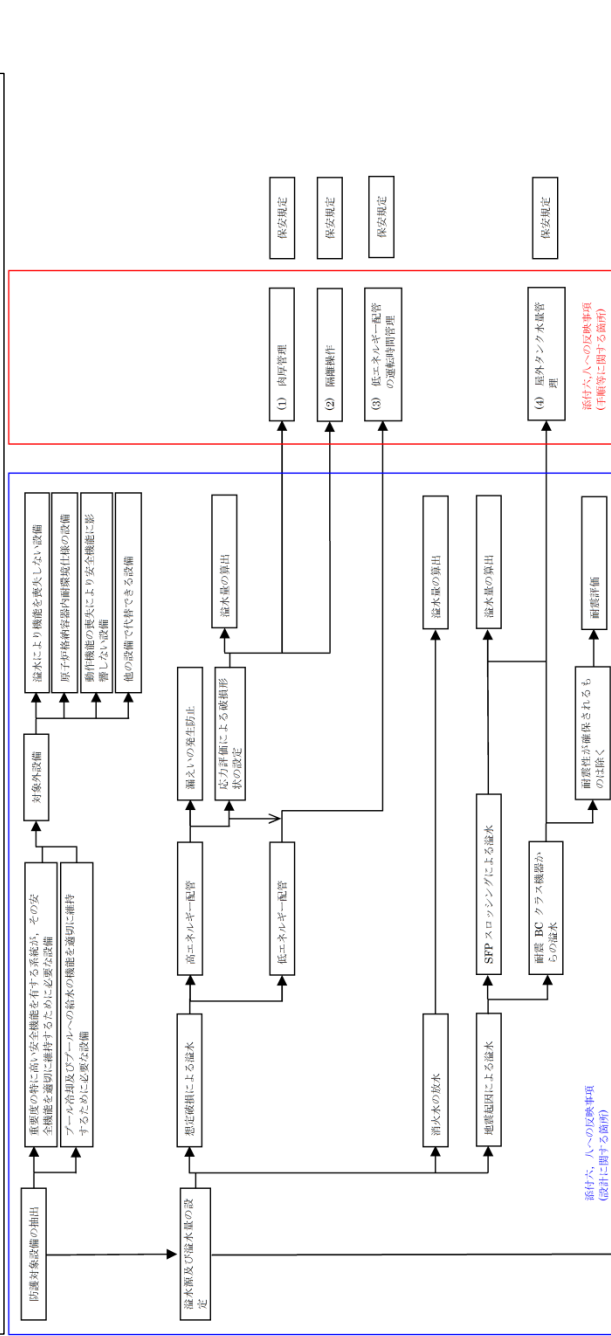 防護対象設備の抽出
重要度の特に高い安全機能を有する系統が，その安
全機能を適切に維持するために必要な設備
プール冷却及びプールへの給水の機能を適切に維持
するために必要な設備
対象外設備
溢水により機能を喪失しない設備
原子炉格納容器内耐環境仕様の設備
動作機能の喪失により安全機能に影
響しない設備
他の設備で代替できる設備
溢水源及び溢水量の設
定
想定破損による溢水
高エネルギー配管
漏えいの発生防止
応力評価による破損形
状の設定
溢水量の算出
低エネルギー配管
(1) 肉厚管理
保安規定
(2) 隔離操作
保安規定
(3) 低エネルギー配管
の運転時間管理
保安規定
消火水の放水
溢水量の算出
地震起因による溢水
SFP スロッシングによる溢水
溢水量の算出
耐震 BC クラス機器か
らの溢水
耐震性が確保されるも
のは除く
耐震評価
(4) 屋外タンク水量管
理
保安規定
添付六，八への反映事項
(設計に関する箇所)
添付六,八への反映事項
(手順等に関する箇所)